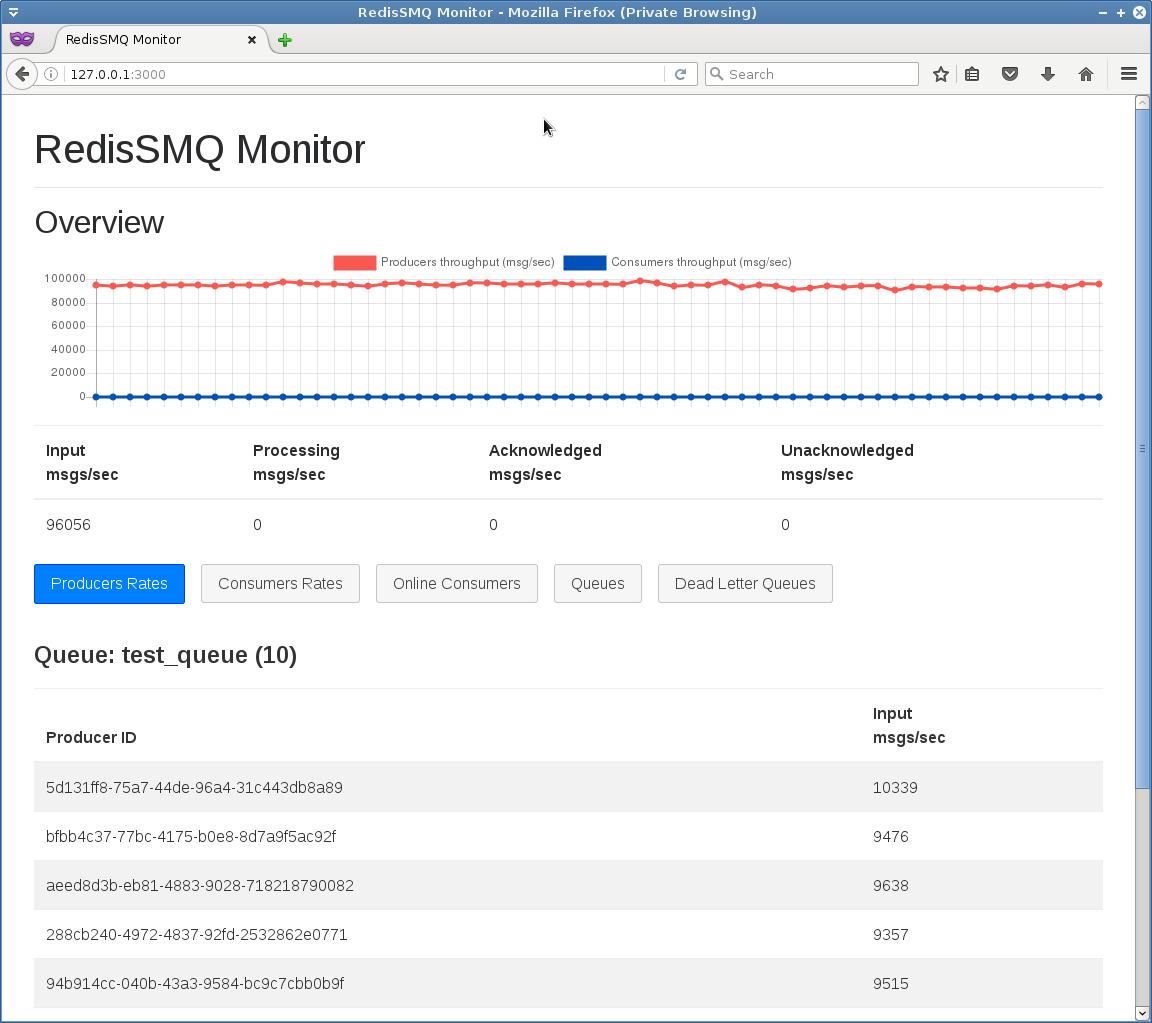 RedisSMQ Monitor - Mozilla Firefox (Private Browsing)
RedisSMQ Monitor
127.0.0.1:3000
Search
RedisSMQ Monitor
Overview
Producers throughput (msg/sec) Consumers throughput (msg/sec)
100000
80000
60000
40000
20000
0
Input Processing Acknowledged Unacknowledged
msgs/sec msgs/sec msgs/sec msgs/sec
96056 0 0 0
Producers Rates Consumers Rates Online Consumers Queues Dead Letter Queues
Queue: test_queue (10)
Input
Producer ID msgs/sec
5d131ff8-75a7-44de-96a4-31c443db8a89 10339
bfbb4c37-77bc-4175-b0e8-8d7a9f5ac92f 9476
aeed8d3b-eb81-4883-9028-718218790082 9638
288cb240-4972-4837-92fd-2532862e0771 9357
94b914cc-040b-43a3-9584-bc9c7cbb0b9f 9515